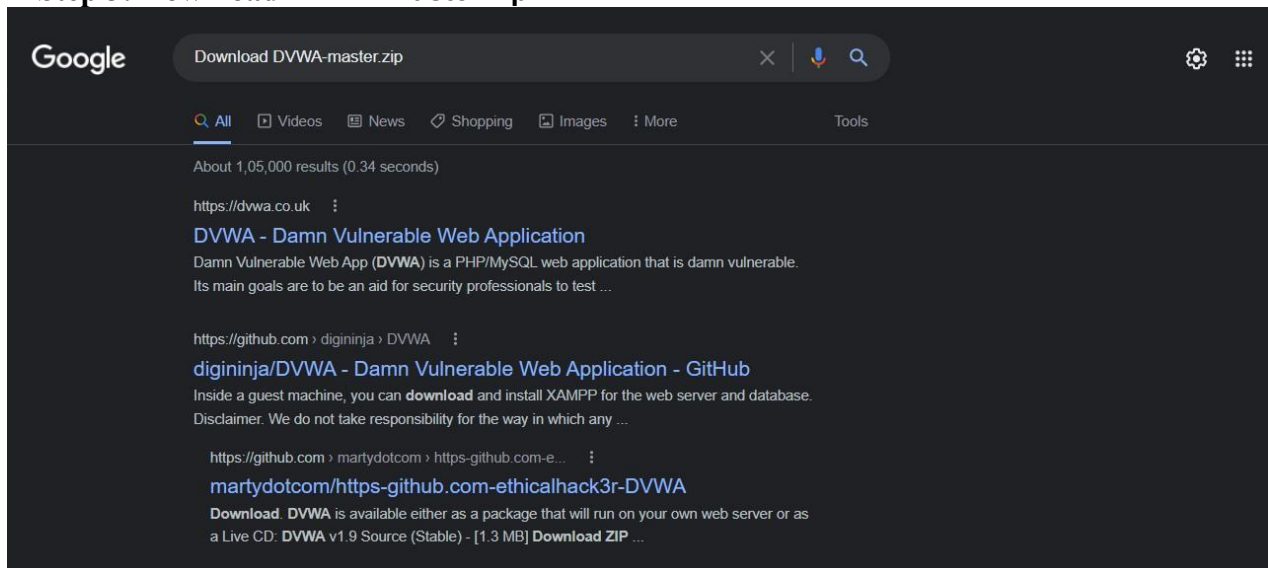 Google
Download DVWA-master.zip
All Videos News Shopping Images More Tools
About 1,05,000 results (0.34 seconds)
https://dvwa.co.uk
DVWA - Damn Vulnerable Web Application
Damn Vulnerable Web App (DVWA) is a PHP/MySQL web application that is damn vulnerable.
Its main goals are to be an aid for security professionals to test ...
https://github.com › digininja › DVWA
digininja/DVWA - Damn Vulnerable Web Application - GitHub
Inside a guest machine, you can download and install XAMPP for the web server and database.
Disclaimer. We do not take responsibility for the way in which any ...
https://github.com › martydotcom › https-github.com-e...
martydotcom/https-github.com-ethicalhack3r-DVWA
Download. DVWA is available either as a package that will run on your own web server or as
a Live CD: DVWA v1.9 Source (Stable) - [1.3 MB] Download ZIP ...